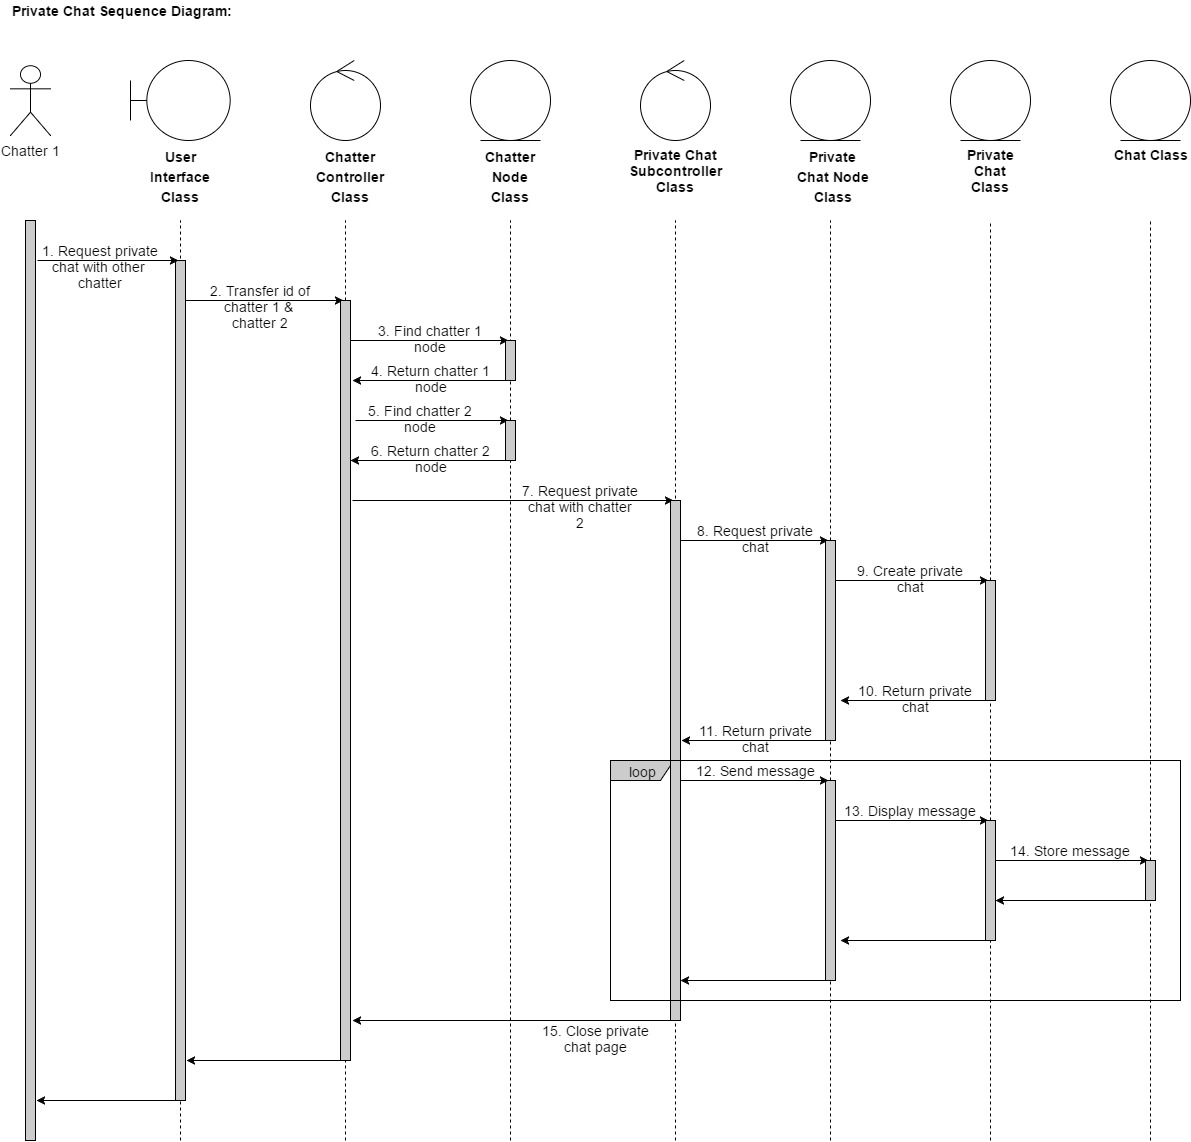 Private Chat Sequence Diagram:
Chatter 1
User
Interface
Class
Chatter
Controller
Class
Chatter
Node
Class
Private Chat
Subcontroller
Class
Private
Chat Node
Class
Private
Chat
Class
Chat Class
1. Request private
chat with other
chatter
2. Transfer id of
chatter 1 &
chatter 2
3. Find chatter 1
node
4. Return chatter 1
node
5. Find chatter 2
node
6. Return chatter 2
node
7. Request private
chat with chatter
2
8. Request private
chat
9. Create private
chat
10. Return private
chat
11. Return private
chat
loop
12. Send message
13. Display message
14. Store message
15. Close private
chat page